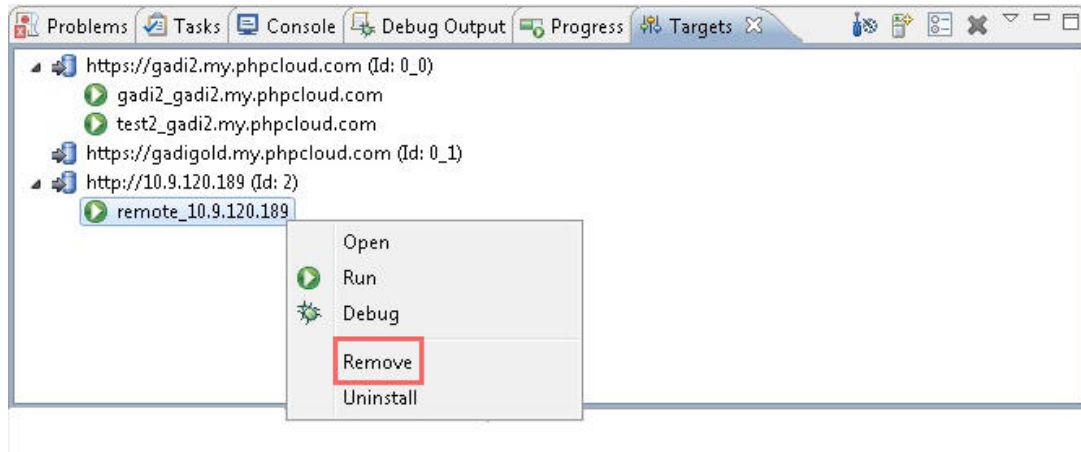 Problems Tasks Console Debug Output Progress Targets
https://gadi2.my.phpcloud.com (Id: 0_0)
gadi2_gadi2.my.phpcloud.com
test2_gadi2.my.phpcloud.com
https://gadigold.my.phpcloud.com (Id: 0_1)
http://10.9.120.189 (Id: 2)
remote_10.9.120.189
Open
Run
Debug
Remove
Uninstall